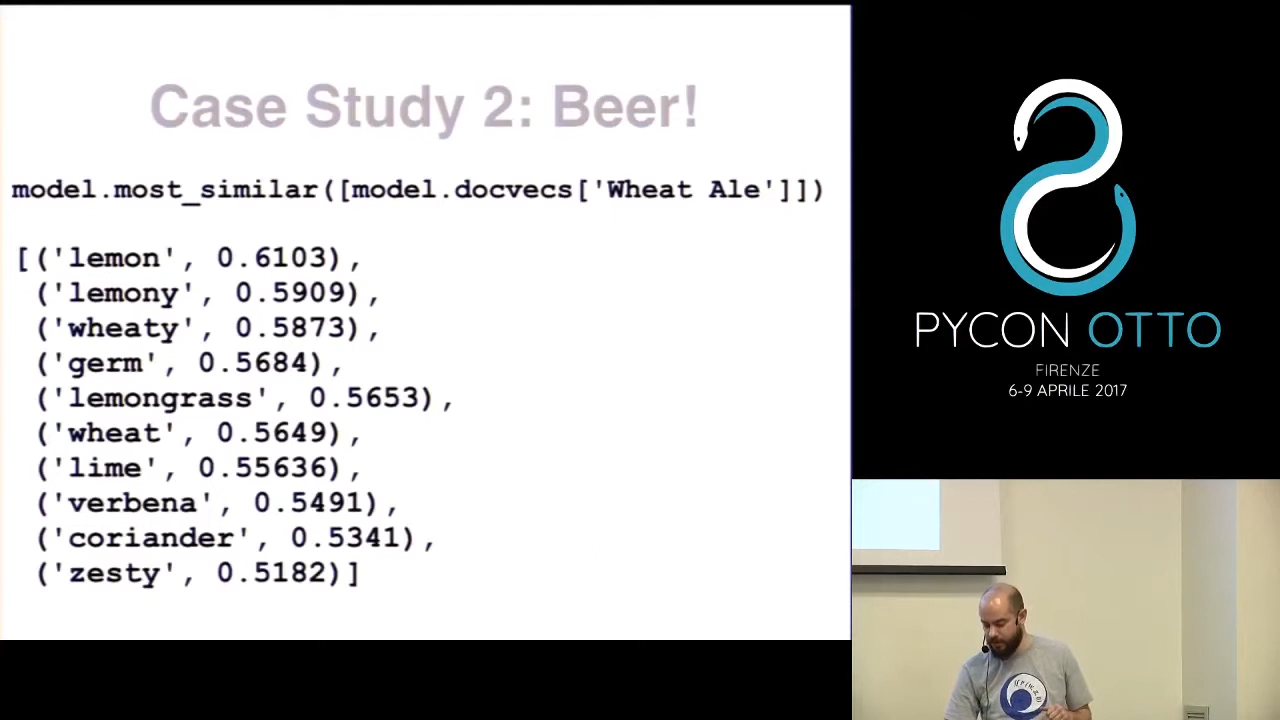 Case Study 2: Beer!
model.most_similar([model.docvecs['Wheat Ale']])
[('lemon', 0.6103),
('lemony', 0.5909),
('wheaty', 0.5873),
('germ', 0.5684),
('lemongrass', 0.5653),
('wheat', 0.5649),
('lime', 0.55636),
('verbena', 0.5491),
('coriander', 0.5341),
('zesty', 0.5182)]
PYCON OTTO
FIRENZE
6-9 APRILE 2017